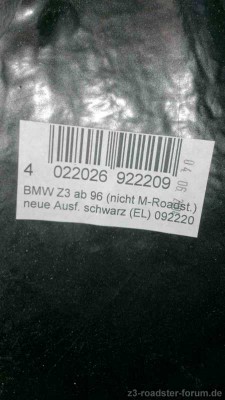 4 022026 922209
BMW Z3 ab 96 (nicht M-Roadst.)
neue Ausf. schwarz (EL) 092220
04 06
z3-roadster-forum.de